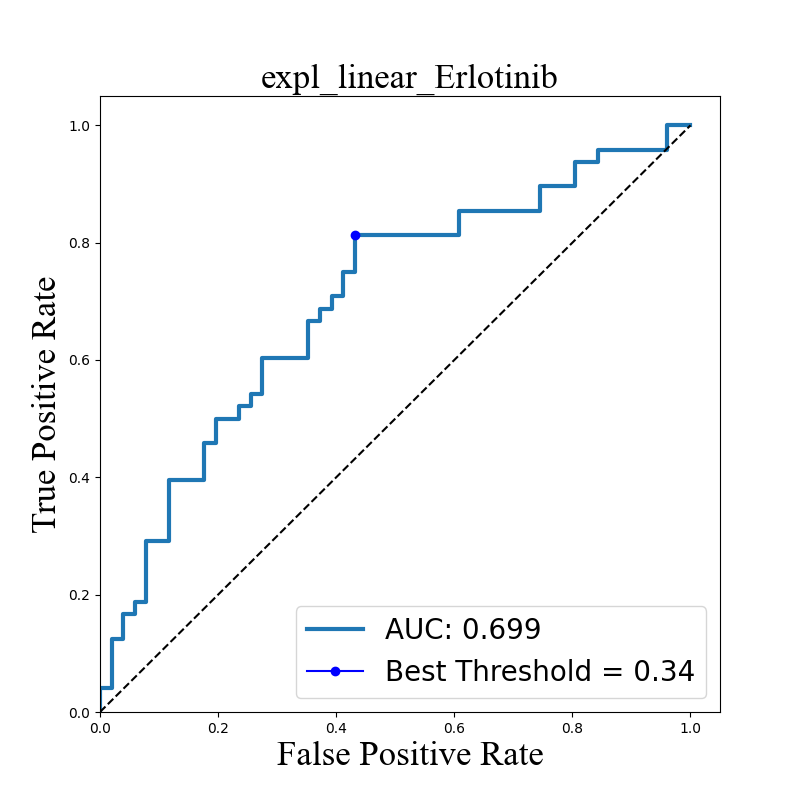 expl_linear_Erlotinib
1.0
0.8
0.6
0.4
0.2
0.0
True Positive Rate
AUC: 0.699
Best Threshold = 0.34
0.0 0.2 0.4 0.6 0.8 1.0
False Positive Rate